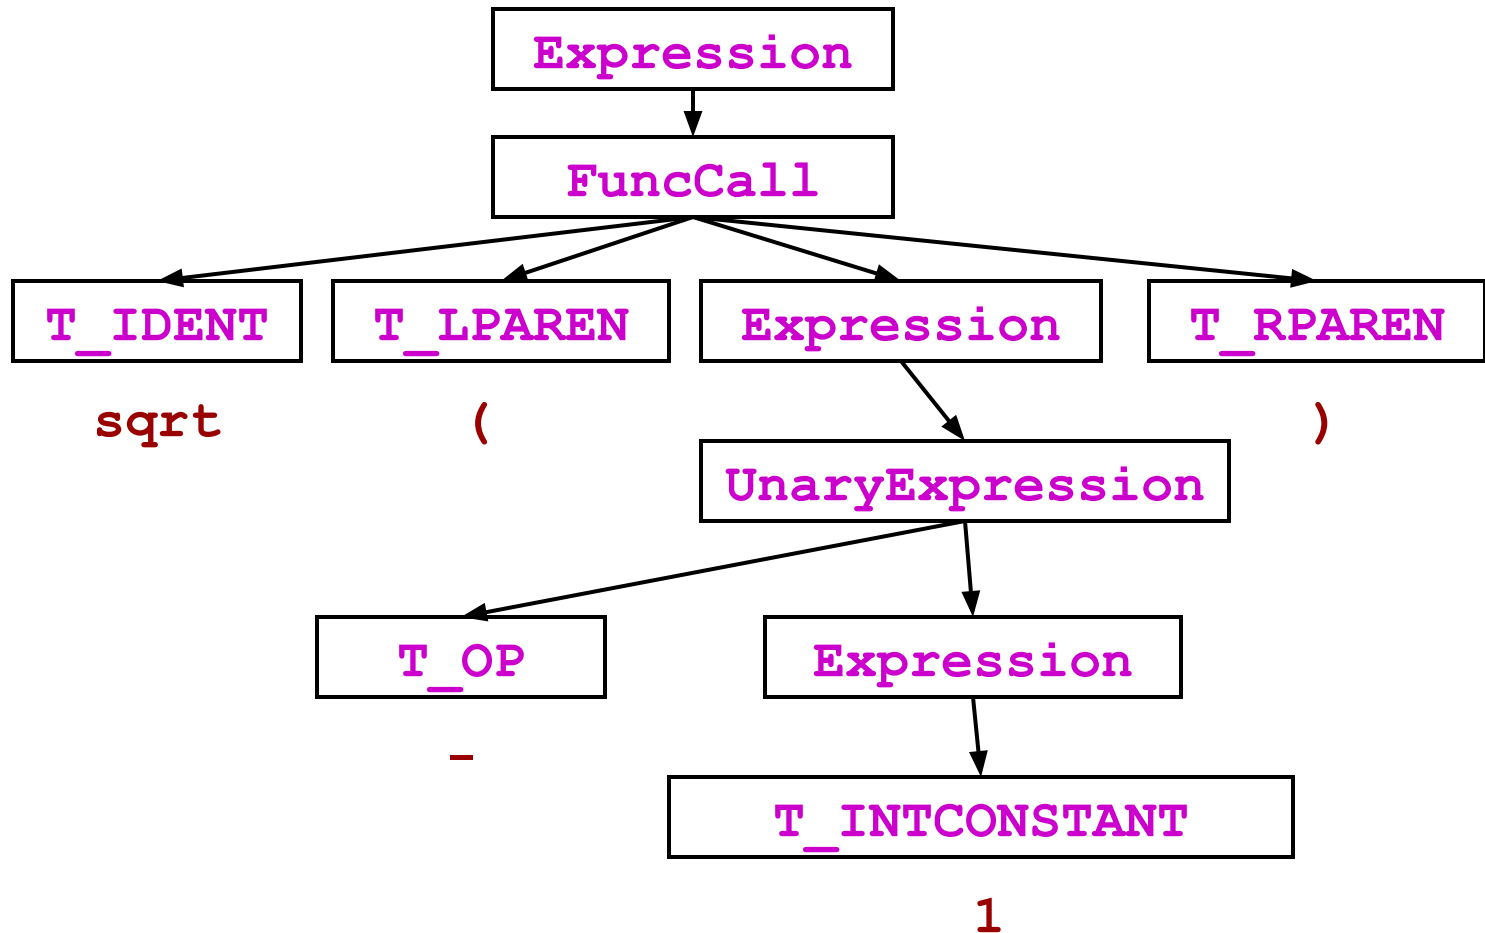 Expression
FuncCall
T_IDENT T_LPAREN Expression T_RPAREN
sqrt ( )
UnaryExpression
T_OP Expression
-
T_INTCONSTANT
1